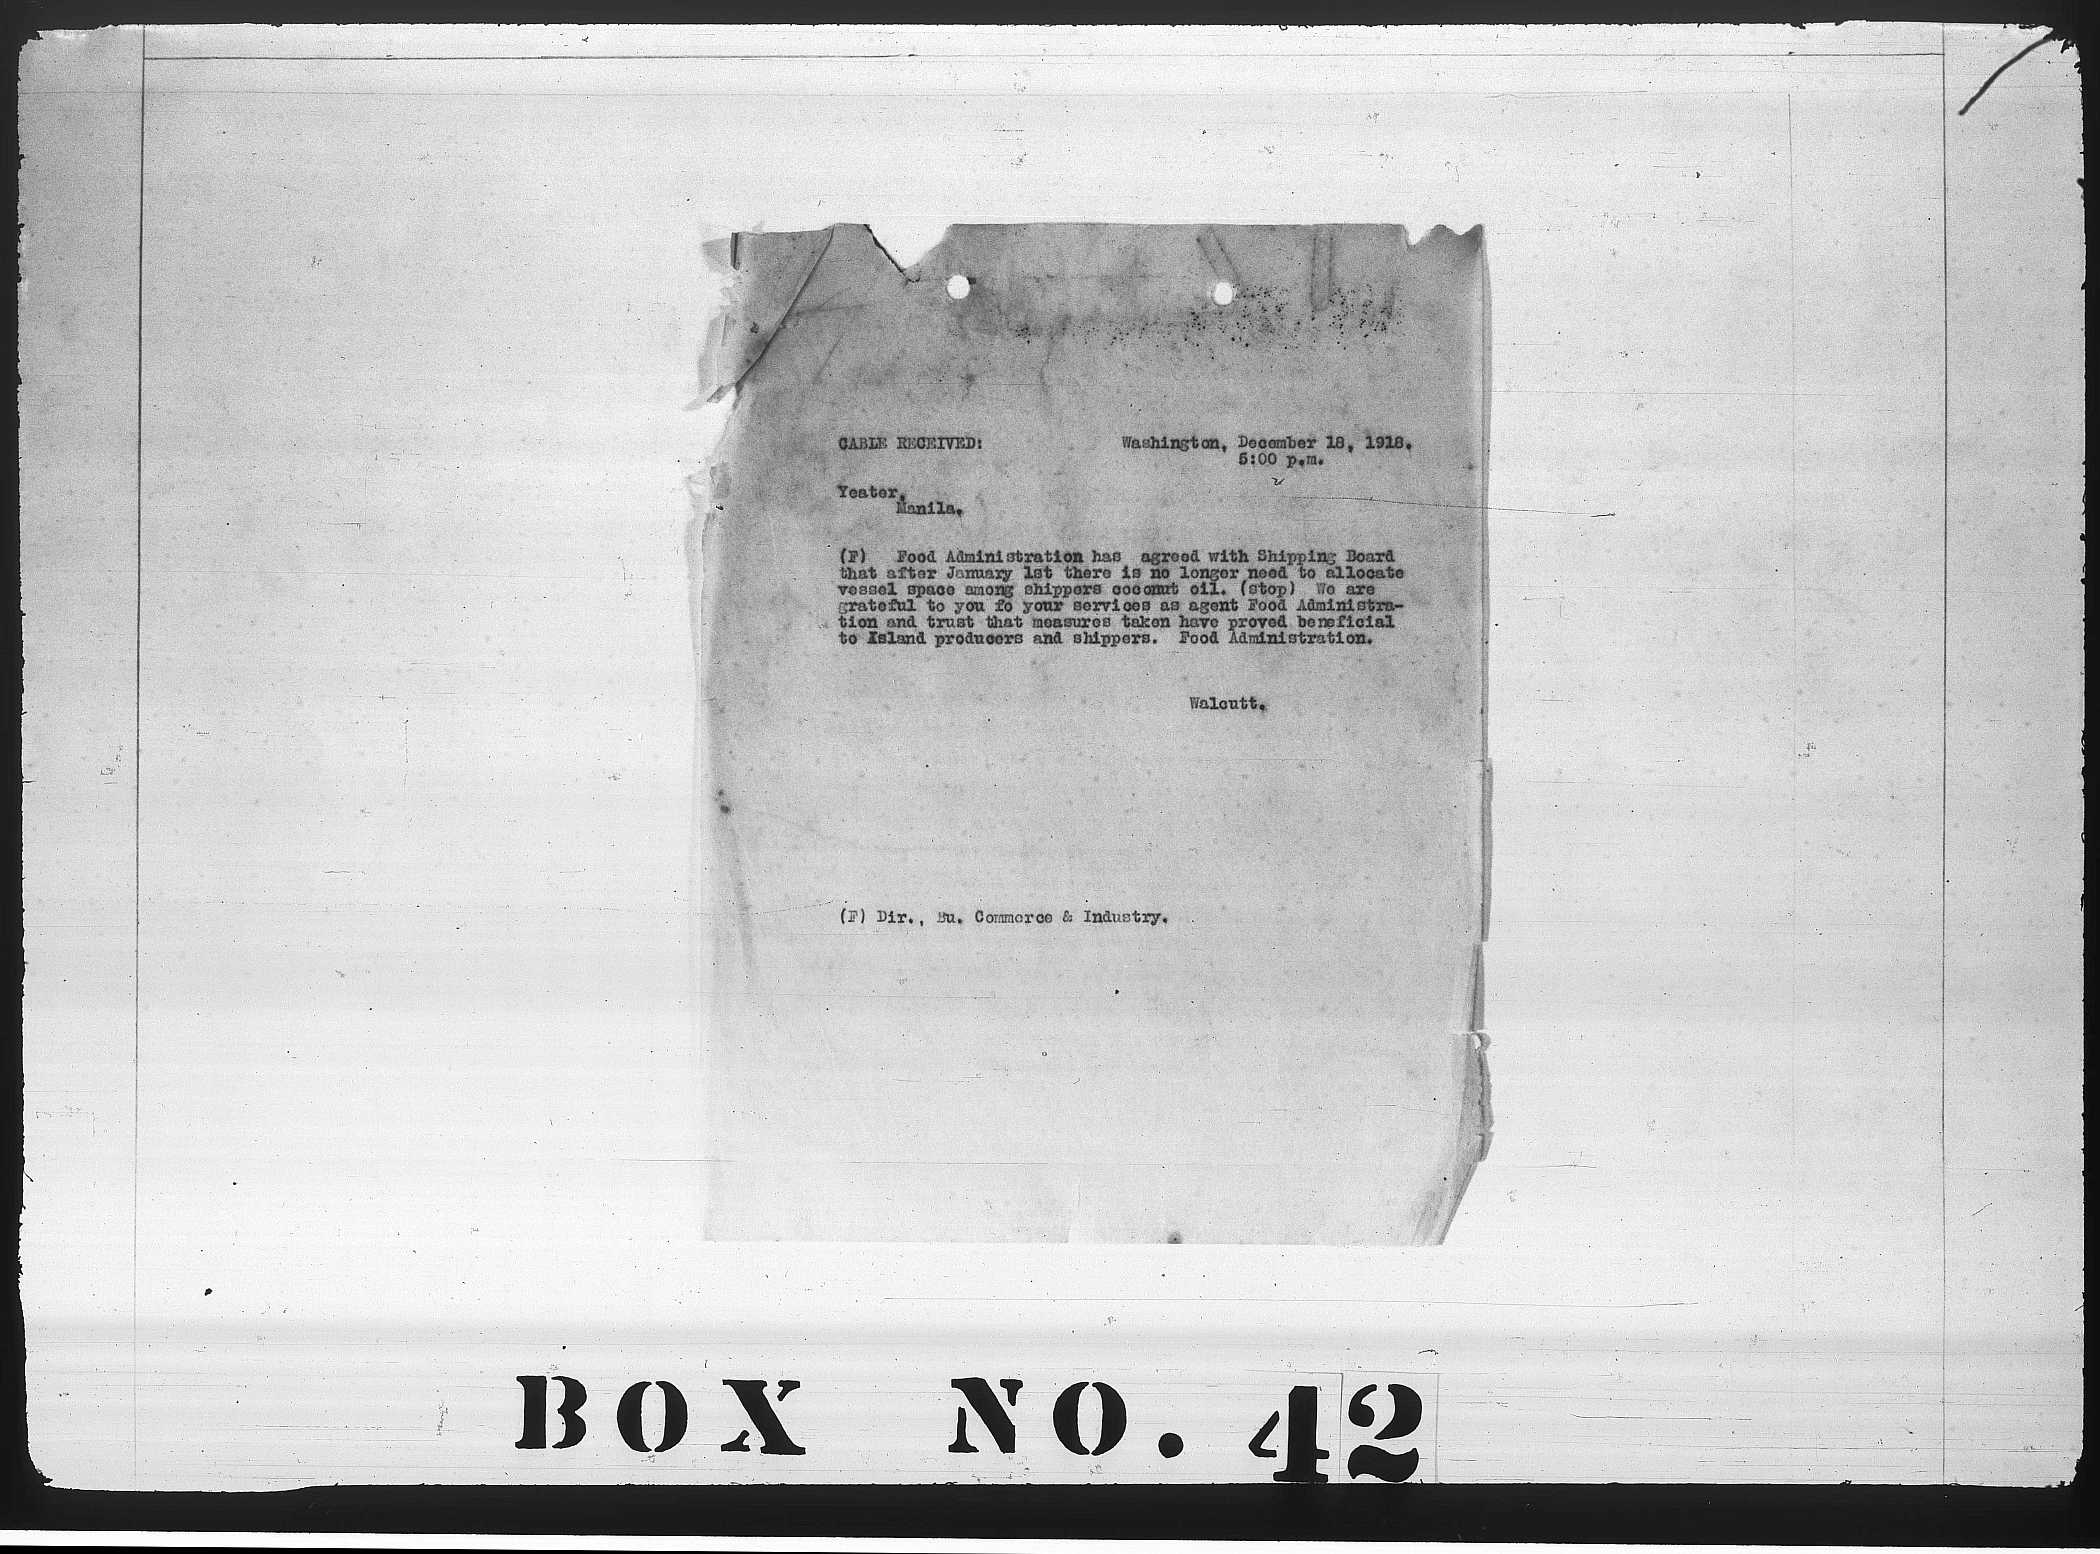 CABLE RECEIVED: Washington, December 18, 1918.
5:00 p.m.
Yeater,
Manila.
(F) Food Administration has agreed with Shipping Board
that after January 1st there is no longer need to allocate
vessel space among shippers coconut oil. (stop) We are
grateful to you fo your services as agent Food Administra-
tion and trust that measures taken have proved beneficial
to Island producers and shippers. Food Administration.
Walcutt.
(F) Dir., Bu. Commerce & Industry.
BOX NO. 42